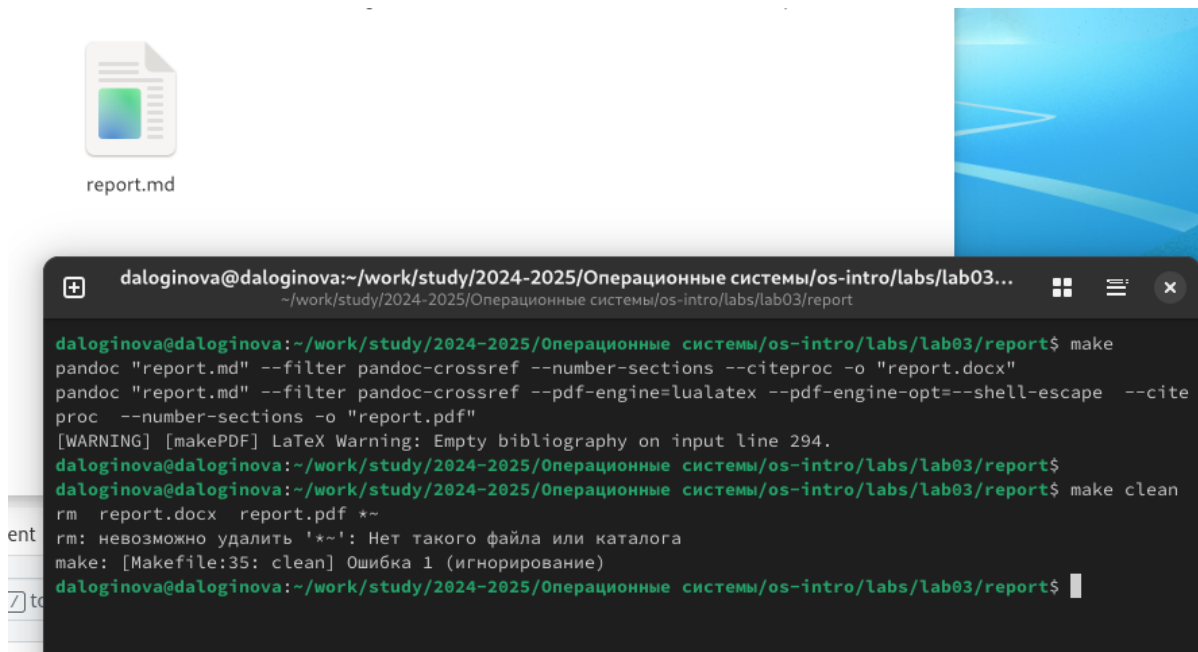 report.md
daloginova@daloginova:~/work/study/2024-2025/Операционные системы/os-intro/labs/lab03...
~/work/study/2024-2025/Операционные системы/os-intro/labs/lab03/report
daloginova@daloginova:~/work/study/2024-2025/Операционные системы/os-intro/labs/lab03/report$ make
pandoc "report.md" --filter pandoc-crossref --number-sections --citeproc -o "report.docx"
pandoc "report.md" --filter pandoc-crossref --pdf-engine=lualatex --pdf-engine-opt=--shell-escape  --cite
proc  --number-sections -o "report.pdf"
[WARNING] [makePDF] LaTeX Warning: Empty bibliography on input line 294.
daloginova@daloginova:~/work/study/2024-2025/Операционные системы/os-intro/labs/lab03/report$
daloginova@daloginova:~/work/study/2024-2025/Операционные системы/os-intro/labs/lab03/report$ make clean
rm  report.docx  report.pdf *~
rm: невозможно удалить '*~': Нет такого файла или каталога
make: [Makefile:35: clean] Ошибка 1 (игнорирование)
daloginova@daloginova:~/work/study/2024-2025/Операционные системы/os-intro/labs/lab03/report$
ent
/ to